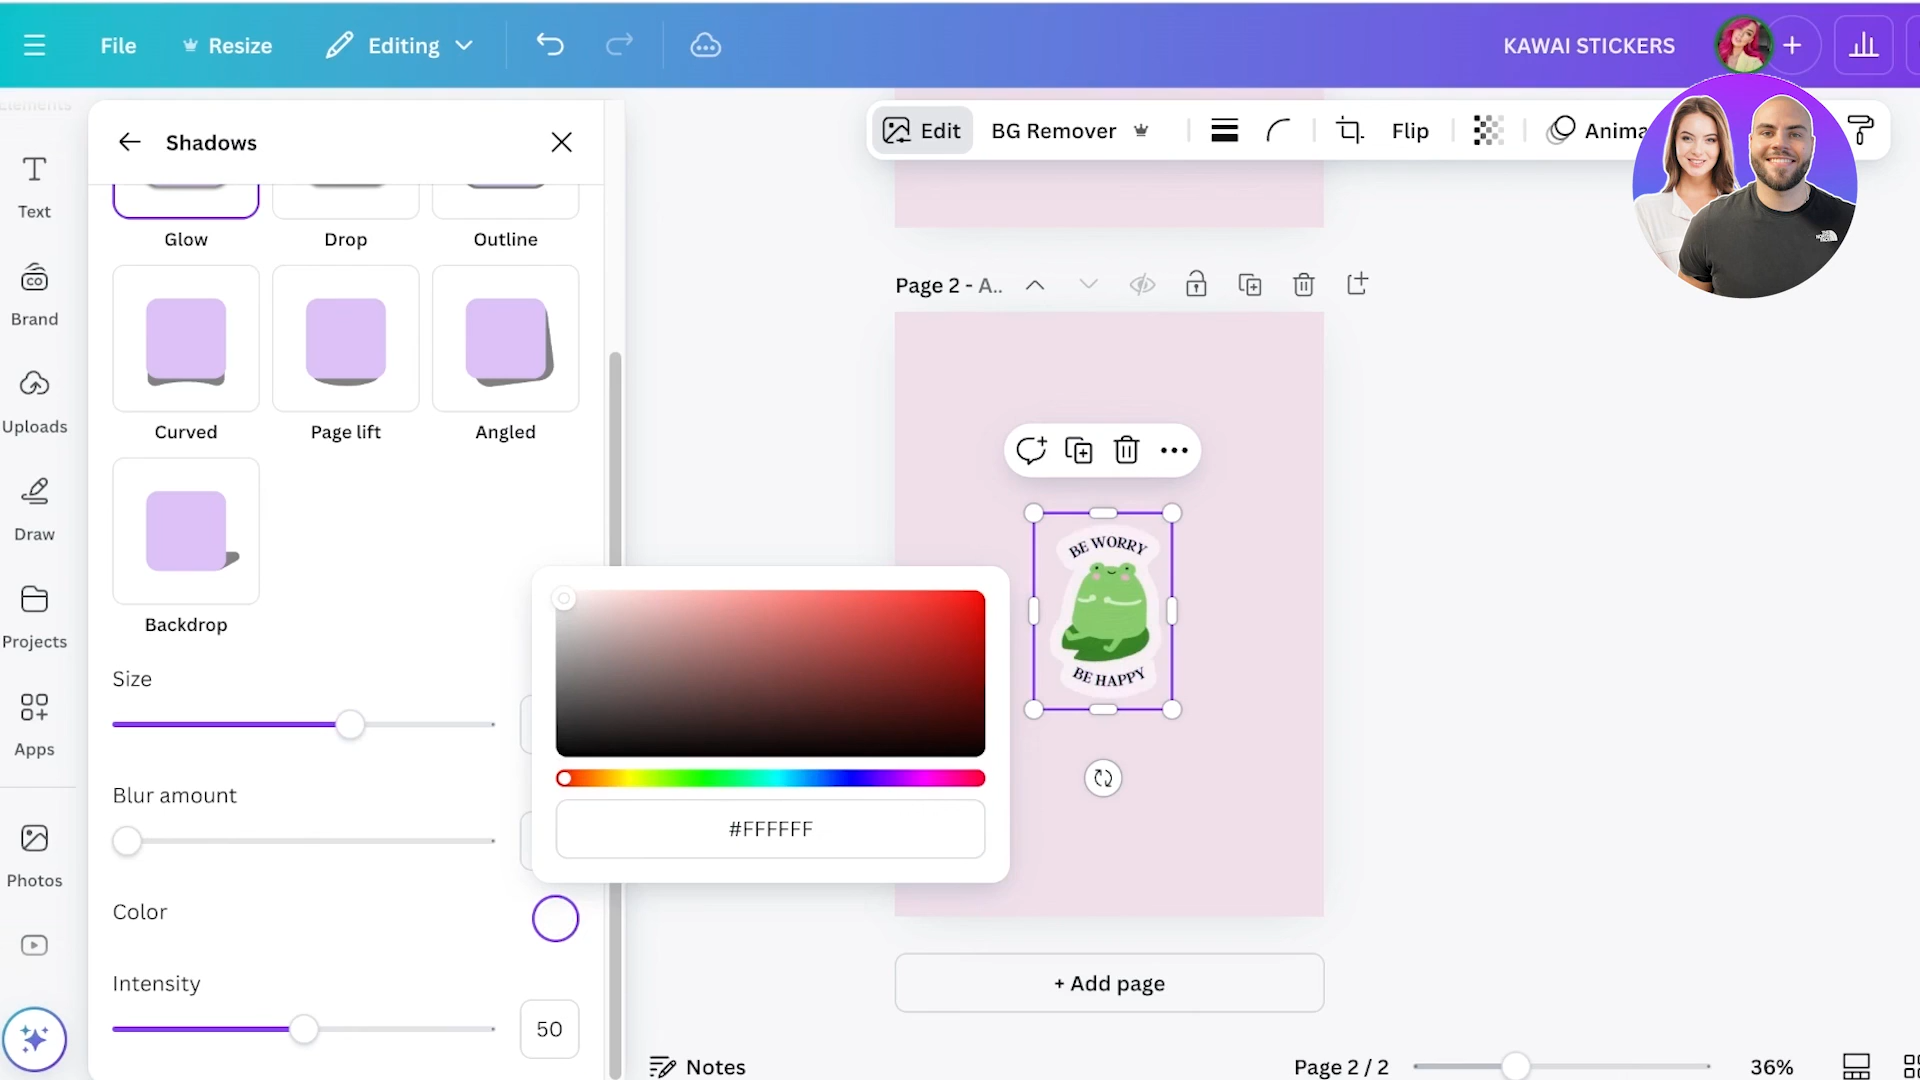 File
Resize
Editing
KAWAI STICKERS
Elements
Text
Brand
Uploads
Draw
Projects
Apps
Photos
CO
Shadows
Glow
Drop
Outline
Curved
Page lift
Angled
Backdrop
Size
Blur amount
Color
Intensity
50
#FFFFFF
Edit
BG Remover
Flip
Anima
Page 2 - A..
BE WORRY
BE HAPPY
+ Add page
Notes
Page 2 / 2
36%